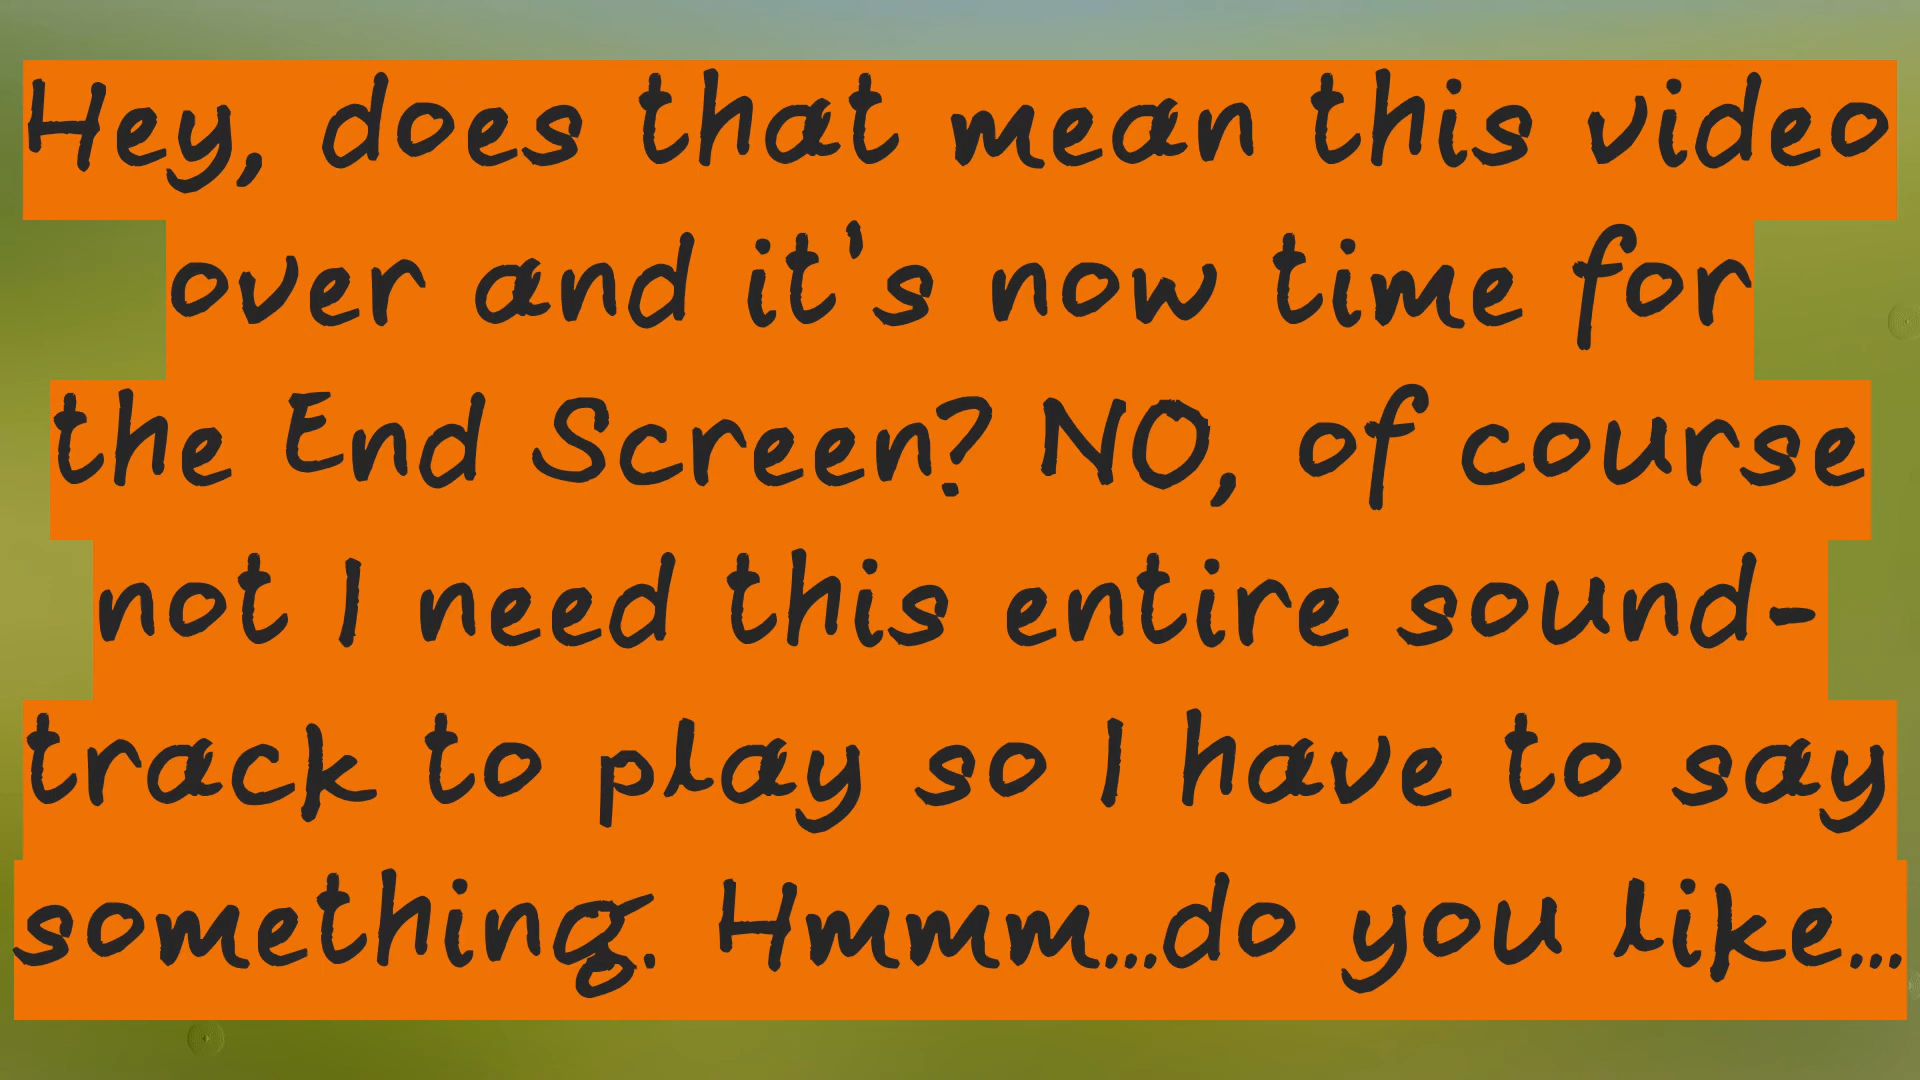 Hey, does that mean this video
over and it's now time for
the End Screen? NO, of course
not I need this entire sound-
track to play so I have to say
something. Hmmm...do you like...